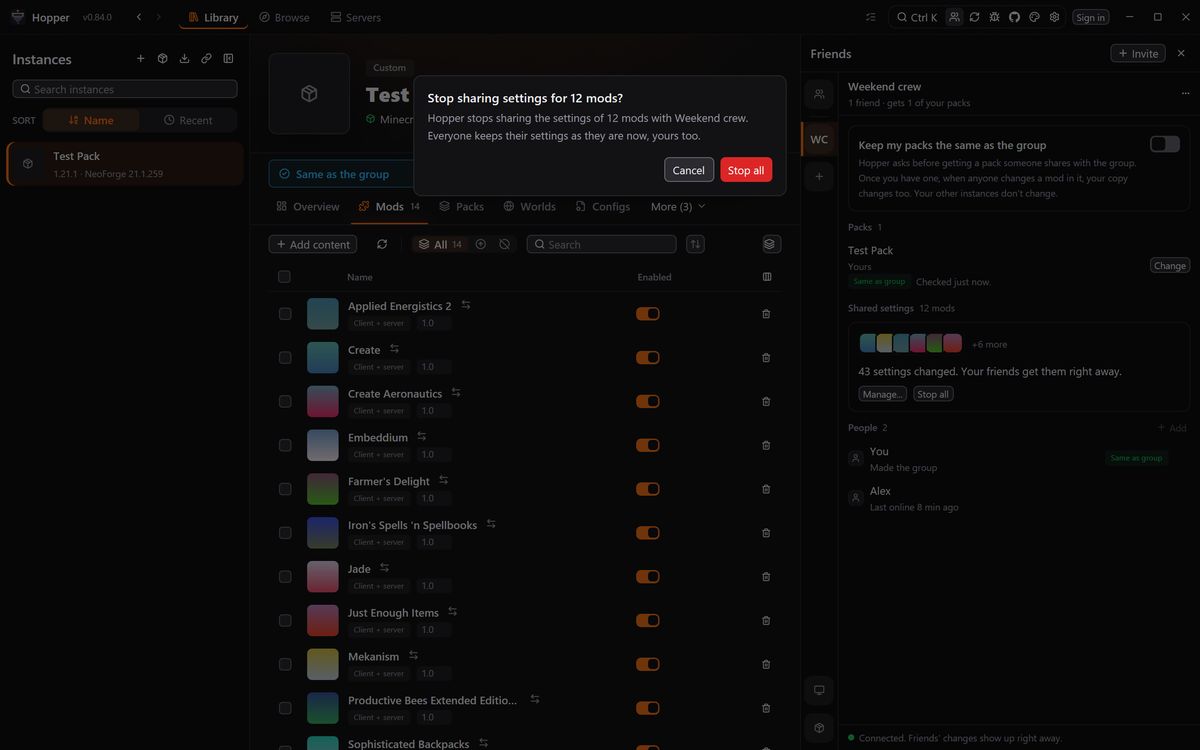 Hopper v0.84.0 Library Browse Servers Ctrl K Sign in
Instances
Search instances
SORT Name Recent
Test Pack
1.21.1 · NeoForge 21.1.259
Custom
Test
Minecr
Same as the group
Stop sharing settings for 12 mods?
Hopper stops sharing the settings of 12 mods with Weekend crew.
Everyone keeps their settings as they are now, yours too.
Cancel Stop all
Overview Mods 14 Packs Worlds Configs More (3)
Add content All 14 Search
Name Enabled
Applied Energistics 2
Client + server 1.0
Create
Client + server 1.0
Create Aeronautics
Client + server 1.0
Embeddium
Client + server 1.0
Farmer's Delight
Client + server 1.0
Iron's Spells 'n Spellbooks
Client + server 1.0
Jade
Client + server 1.0
Just Enough Items
Client + server 1.0
Mekanism
Client + server 1.0
Productive Bees Extended Editio...
Client + server 1.0
Sophisticated Backpacks
Friends Invite
WC
Weekend crew
1 friend · gets 1 of your packs
Keep my packs the same as the group
Hopper asks before getting a pack someone shares with the group.
Once you have one, when anyone changes a mod in it, your copy
changes too. Your other instances don't change.
Packs 1
Test Pack
Yours
Change
Same as group Checked just now.
Shared settings 12 mods
+6 more
43 settings changed. Your friends get them right away.
Manage... Stop all
People 2 + Add
You
Made the group
Same as group
Alex
Last online 8 min ago
Connected. Friends' changes show up right away.